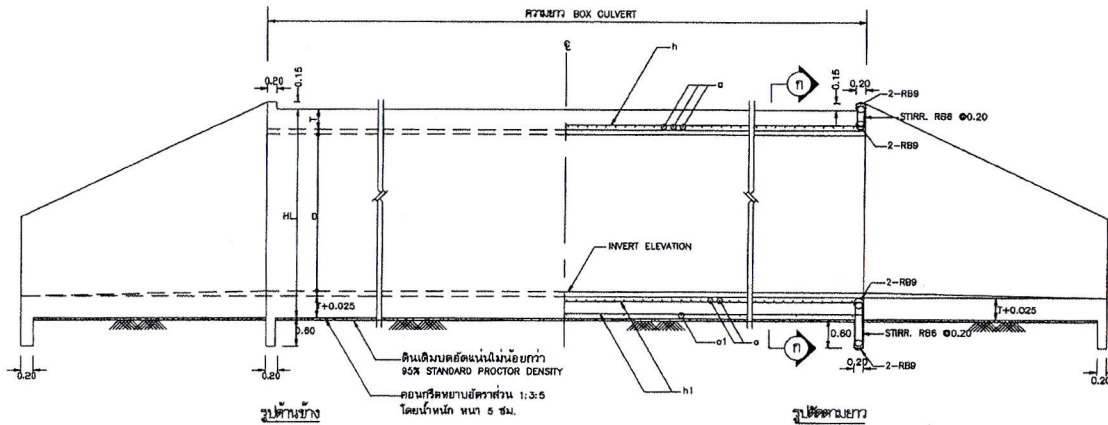 ความยาว BOX CULVERT
℄
h
a
ก
0.20
0.15
0.15
0.20
2-RB9
STIRR. RB6 @0.20
2-RB9
T
HL
D
INVERT ELEVATION
T+0.025
0.60
2-RB9
T+0.025
0.60
STIRR. RB6 @0.20
2-RB9
a1
a
ก
h1
0.20
0.20
0.20
0.20
ดินเดิมบดอัดแน่นไม่น้อยกว่า
95% STANDARD PROCTOR DENSITY
คอนกรีตหยาบอัตราส่วน 1:3:5
โดยน้ำหนัก หนา 5 ซม.
รูปด้านข้าง
รูปตัดตามยาว